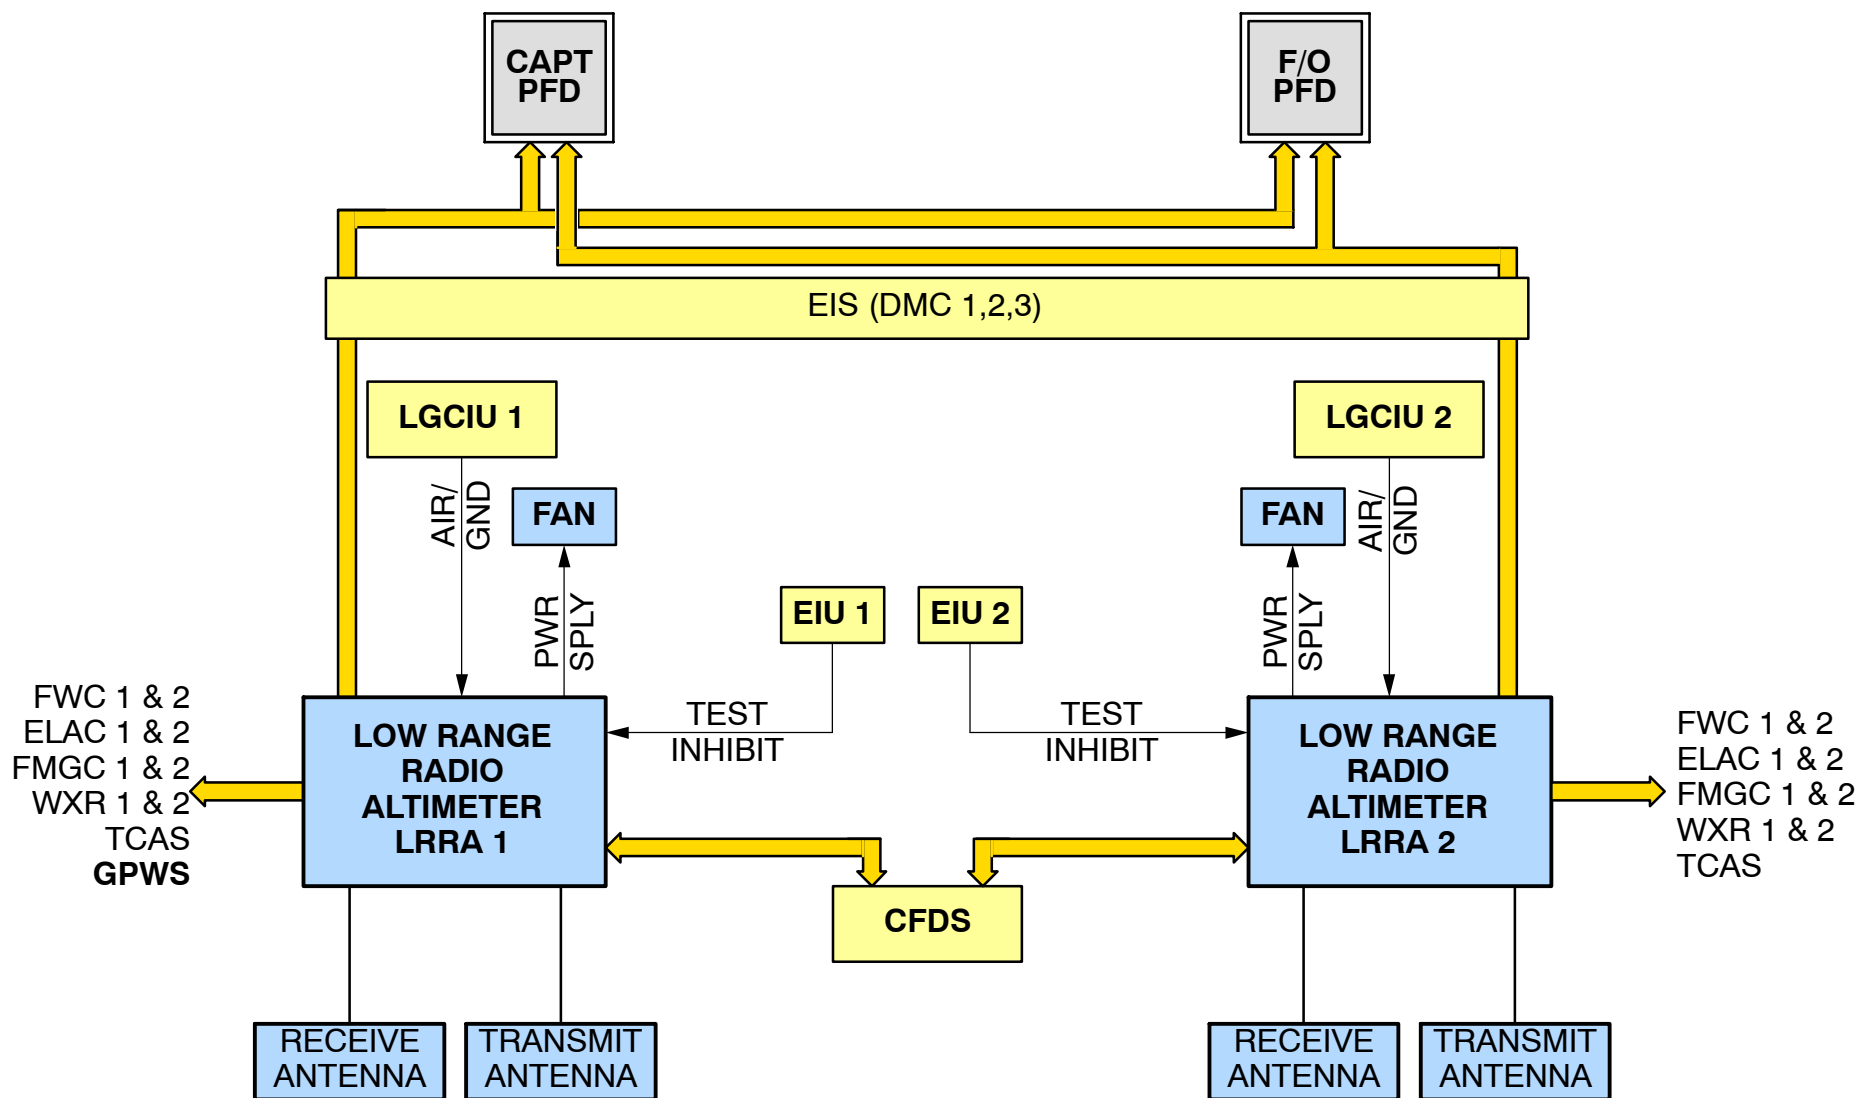 CAPT
PFD
F/O
PFD
EIS (DMC 1,2,3)
LGCIU 1
LGCIU 2
AIR/
GND
FAN
FAN
AIR/
GND
PWR
SPLY
EIU 1
EIU 2
PWR
SPLY
FWC 1 & 2
ELAC 1 & 2
FMGC 1 & 2
WXR 1 & 2
TCAS
GPWS
LOW RANGE
RADIO
ALTIMETER
LRRA 1
TEST
INHIBIT
TEST
INHIBIT
LOW RANGE
RADIO
ALTIMETER
LRRA 2
FWC 1 & 2
ELAC 1 & 2
FMGC 1 & 2
WXR 1 & 2
TCAS
CFDS
RECEIVE
ANTENNA
TRANSMIT
ANTENNA
RECEIVE
ANTENNA
TRANSMIT
ANTENNA